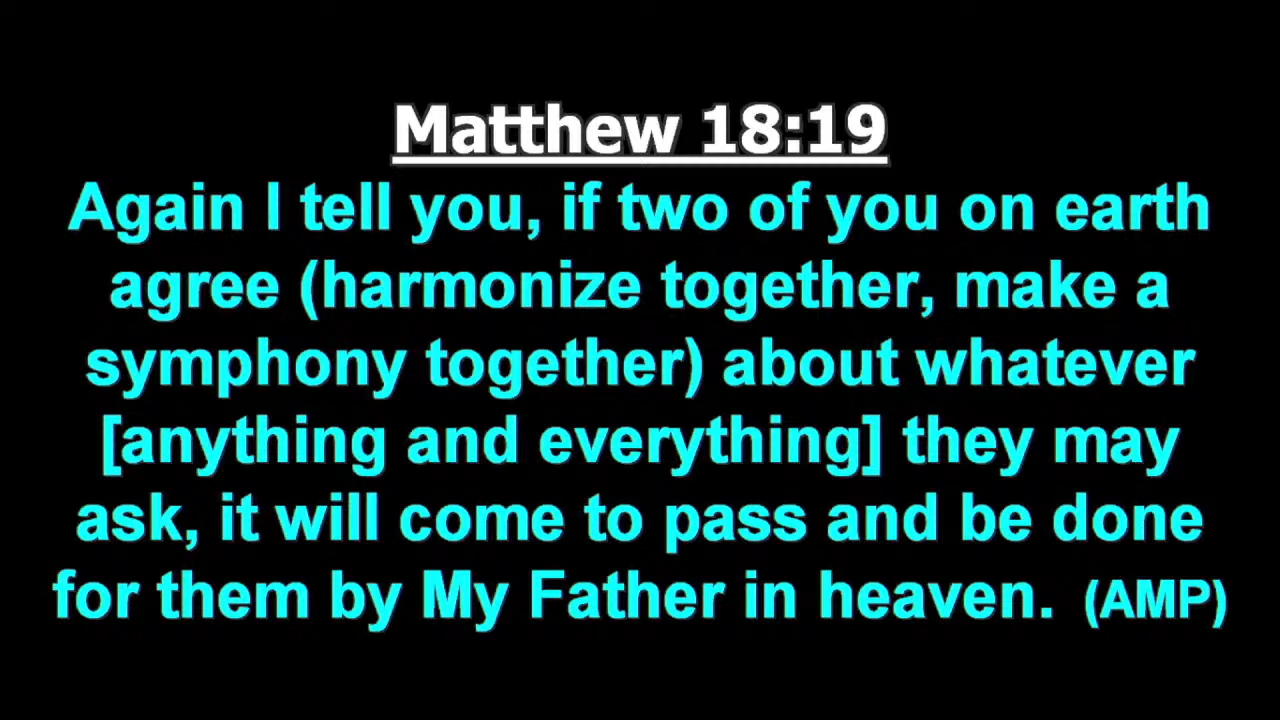 Matthew 18:19
Again I tell you, if two of you on earth
agree (harmonize together, make a
symphony together) about whatever
[anything and everything] they may
ask, it will come to pass and be done
for them by My Father in heaven. (AMP)